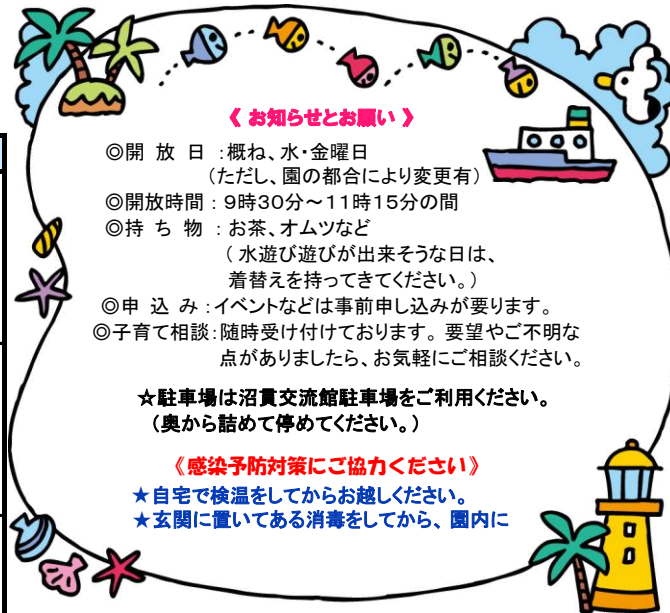 《 お知らせとお願い 》
◎開 放 日 :概ね、水・金曜日
（ただし、園の都合により変更有）
◎開放時間：９時３０分～１１時１５分の間
◎持 ち 物 ：お茶、オムツなど
（ 水遊び遊びが出来そうな日は、
着替えを持ってきてください。）
◎申 込 み：イベントなどは事前申し込みが要ります。
◎子育て相談：随時受け付けております。要望やご不明な
点がありましたら、お気軽にご相談ください。
☆駐車場は沼貫交流館駐車場をご利用ください。
（奥から詰めて停めてください。）
《感染予防対策にご協力ください》
★自宅で検温をしてからお越しください。
★玄関に置いてある消毒をしてから、園内に